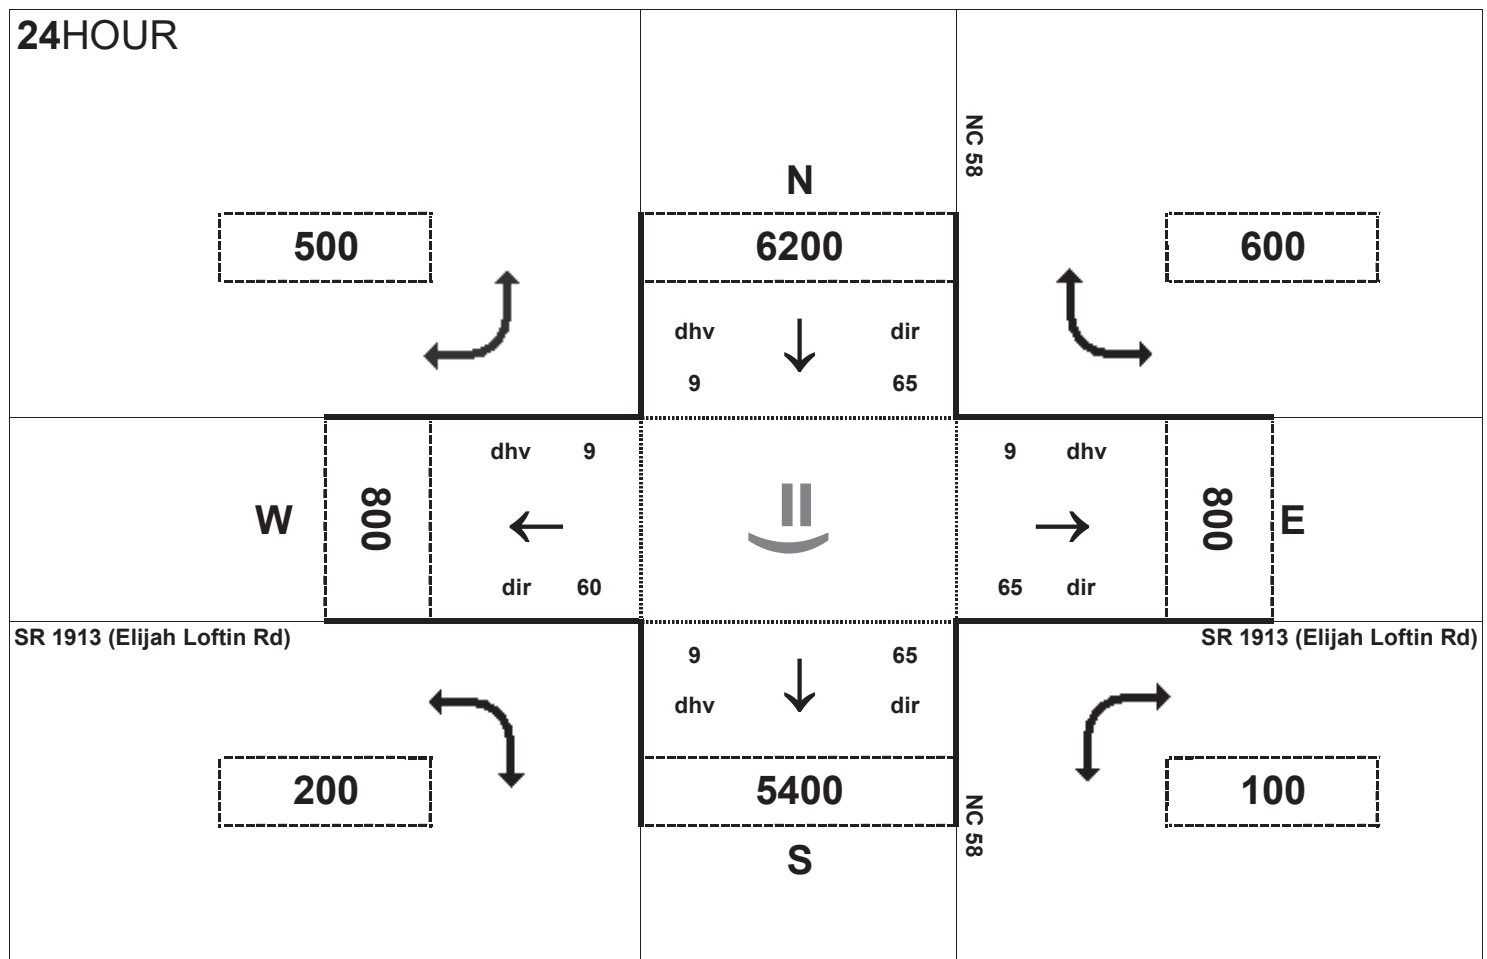 24HOUR
NC 58
N
500
6200
600
dhv
dir
9
65
dhv 9
9 dhv
W
800
800
E
dir 60
65 dir
SR 1913 (Elijah Loftin Rd)
SR 1913 (Elijah Loftin Rd)
9
65
dhv
dir
200
5400
100
NC 58
S